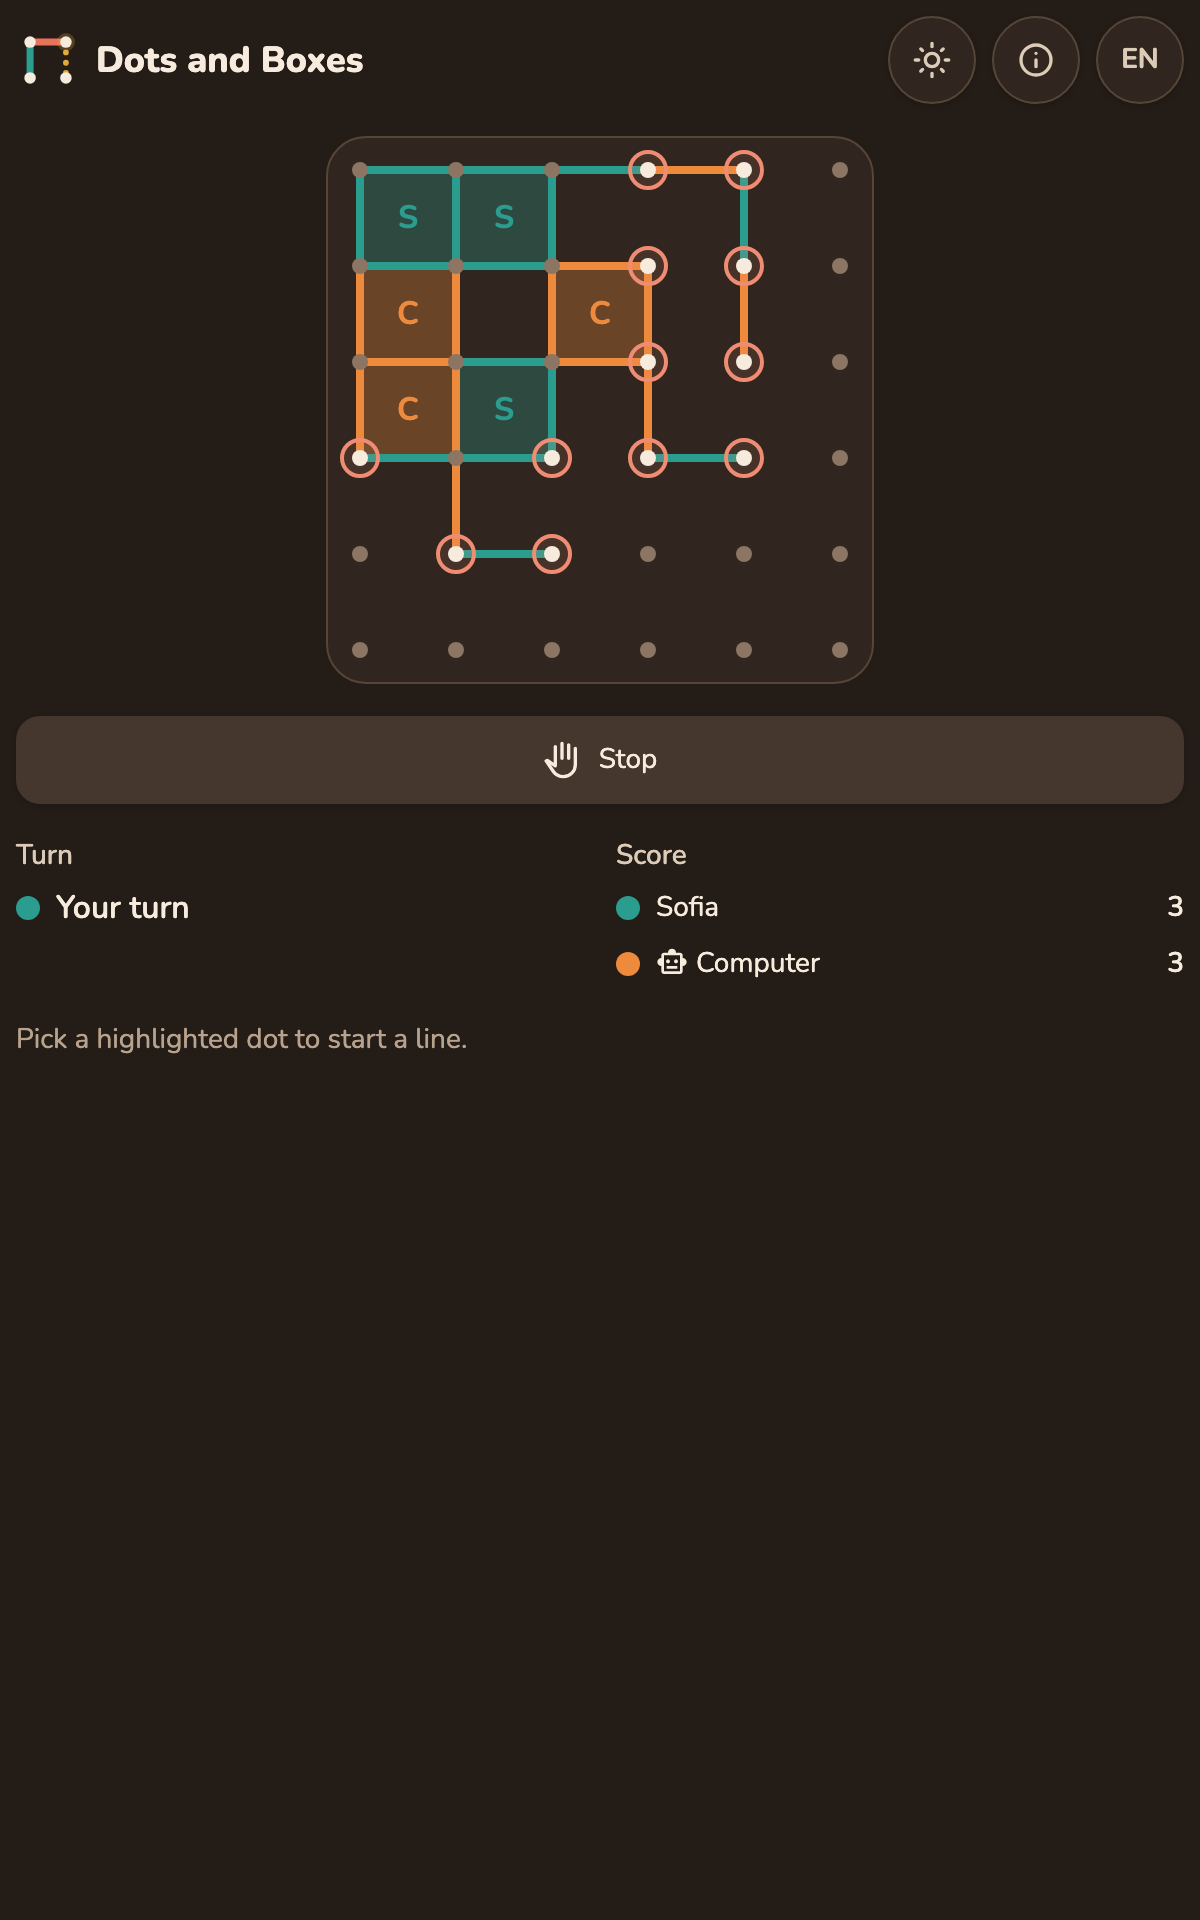 Dots and Boxes
EN
S S
C C
C S
Stop
Turn
Your turn
Score
Sofia 3
Computer 3
Pick a highlighted dot to start a line.